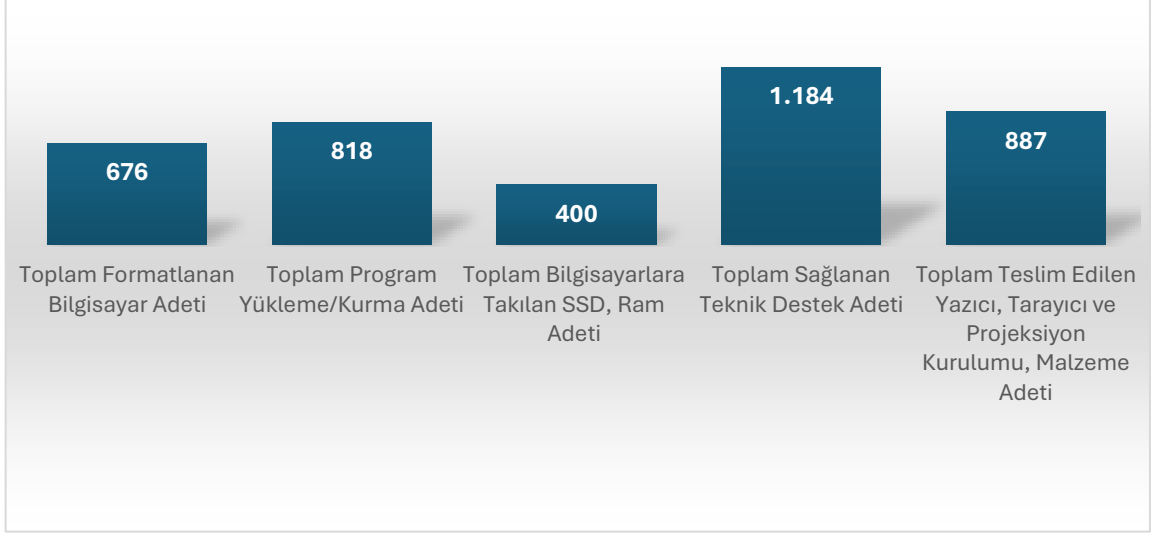 676
818
400
1.184
887
Toplam Formatlanan
Bilgisayar Adeti
Toplam Program
Yükleme/Kurma Adeti
Toplam Bilgisayarlara
Takılan SSD, Ram
Adeti
Toplam Sağlanan
Teknik Destek Adeti
Toplam Teslim Edilen
Yazıcı, Tarayıcı ve
Projeksiyon
Kurulumu, Malzeme
Adeti